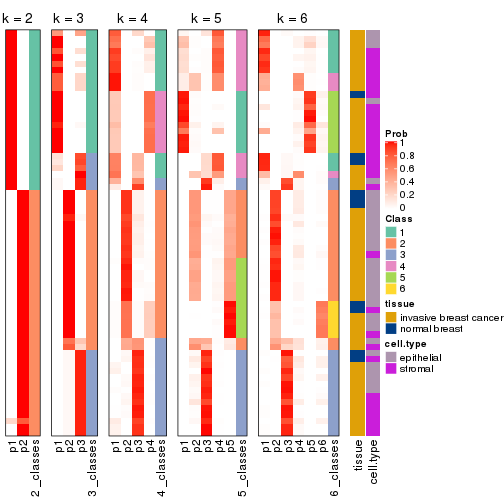 k = 2
k = 3
k = 4
k = 5
k = 6
p1
p2
2_classes
p1
p2
p3
3_classes
p1
p2
p3
p4
4_classes
p1
p2
p3
p4
p5
5_classes
p1
p2
p3
p4
p5
p6
6_classes
tissue
cell.type
Prob
1
0.8
0.6
0.4
0.2
0
Class
1
2
3
4
5
6
tissue
invasive breast cancer
normal breast
cell.type
epithelial
stromal